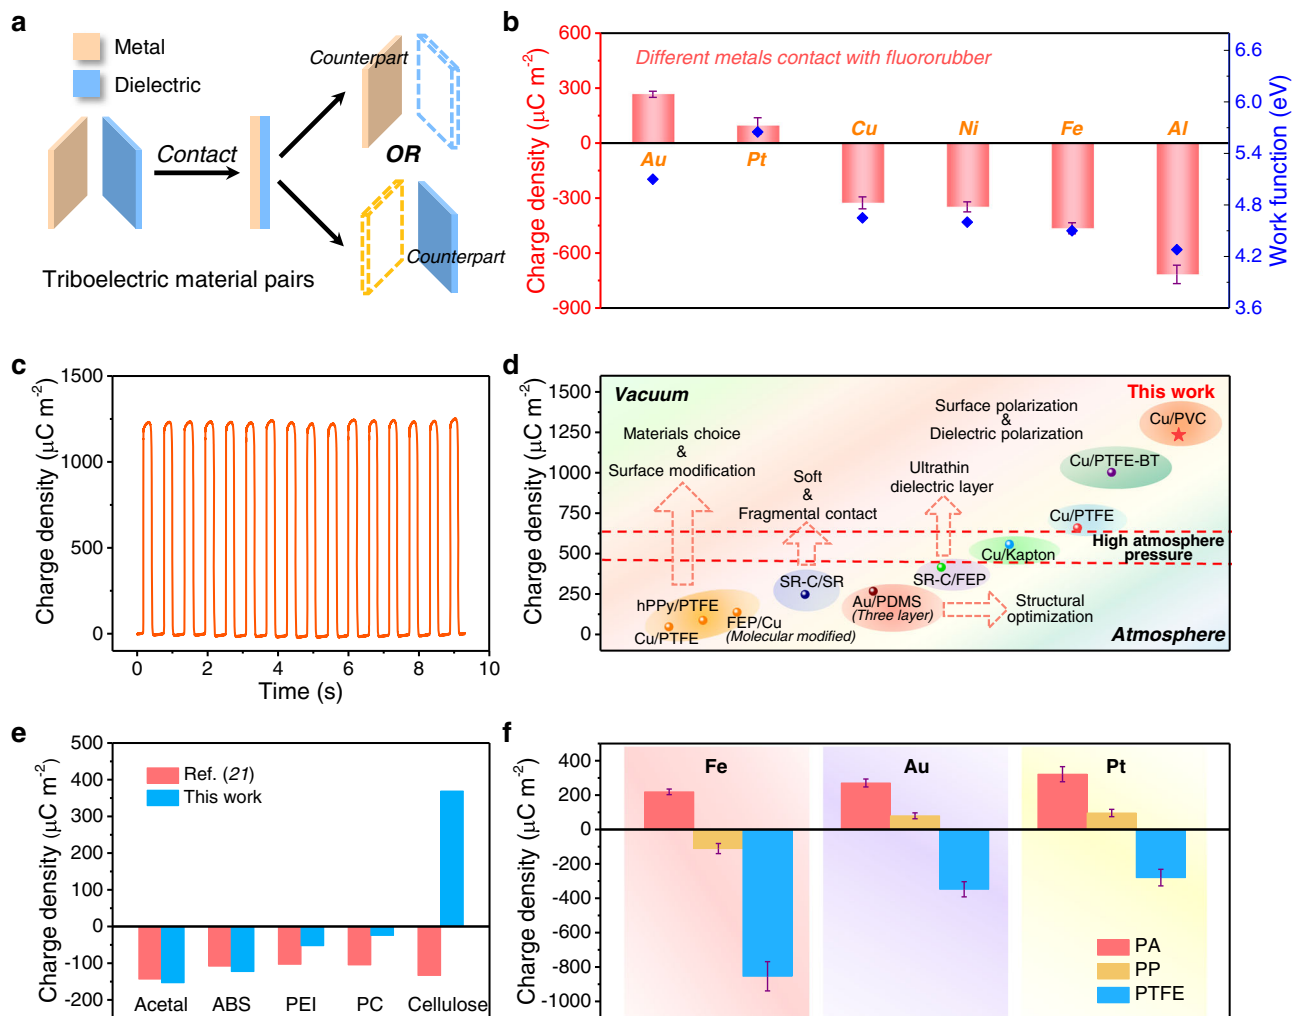 a
Metal
Dielectric
Counterpart
Contact
OR
Counterpart
Triboelectric material pairs
b
Different metals contact with fluororubber
600
300
0
-300
-600
-900
Charge density (μC m-2)
Au
Pt
Cu
Ni
Fe
Al
6.6
6.0
5.4
4.8
4.2
3.6
Work function (eV)
c
1500
1000
500
0
Charge density (μC m-2)
0
2
4
6
8
10
Time (s)
d
1500
1250
1000
750
500
250
0
Charge density (μC m-2)
Vacuum
This work
Cu/PVC
Surface polarization
&
Dielectric polarization
Materials choice
&
Surface modification
Cu/PTFE-BT
Ultrathin
dielectric layer
Soft
&
Fragmental contact
Cu/PTFE
High atmosphere
pressure
Cu/Kapton
SR-C/SR
SR-C/FEP
hPPy/PTFE
Cu/PTFE
FEP/Cu
(Molecular modified)
Au/PDMS
(Three layer)
Structural
optimization
Atmosphere
e
500
400
300
200
100
0
-100
-200
Charge density (μC m-2)
Ref. (21)
This work
Acetal
ABS
PEI
PC
Cellulose
f
400
200
0
-200
-400
-600
-800
-1000
Charge density (μC m-2)
Fe
Au
Pt
PA
PP
PTFE